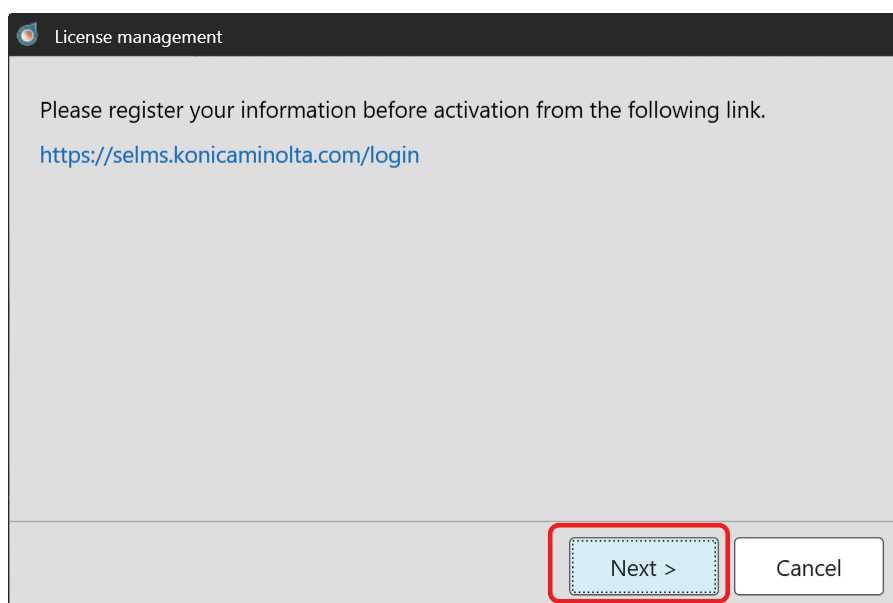 License management
Please register your information before activation from the following link.
https://selms.konicaminolta.com/login
Next >
Cancel